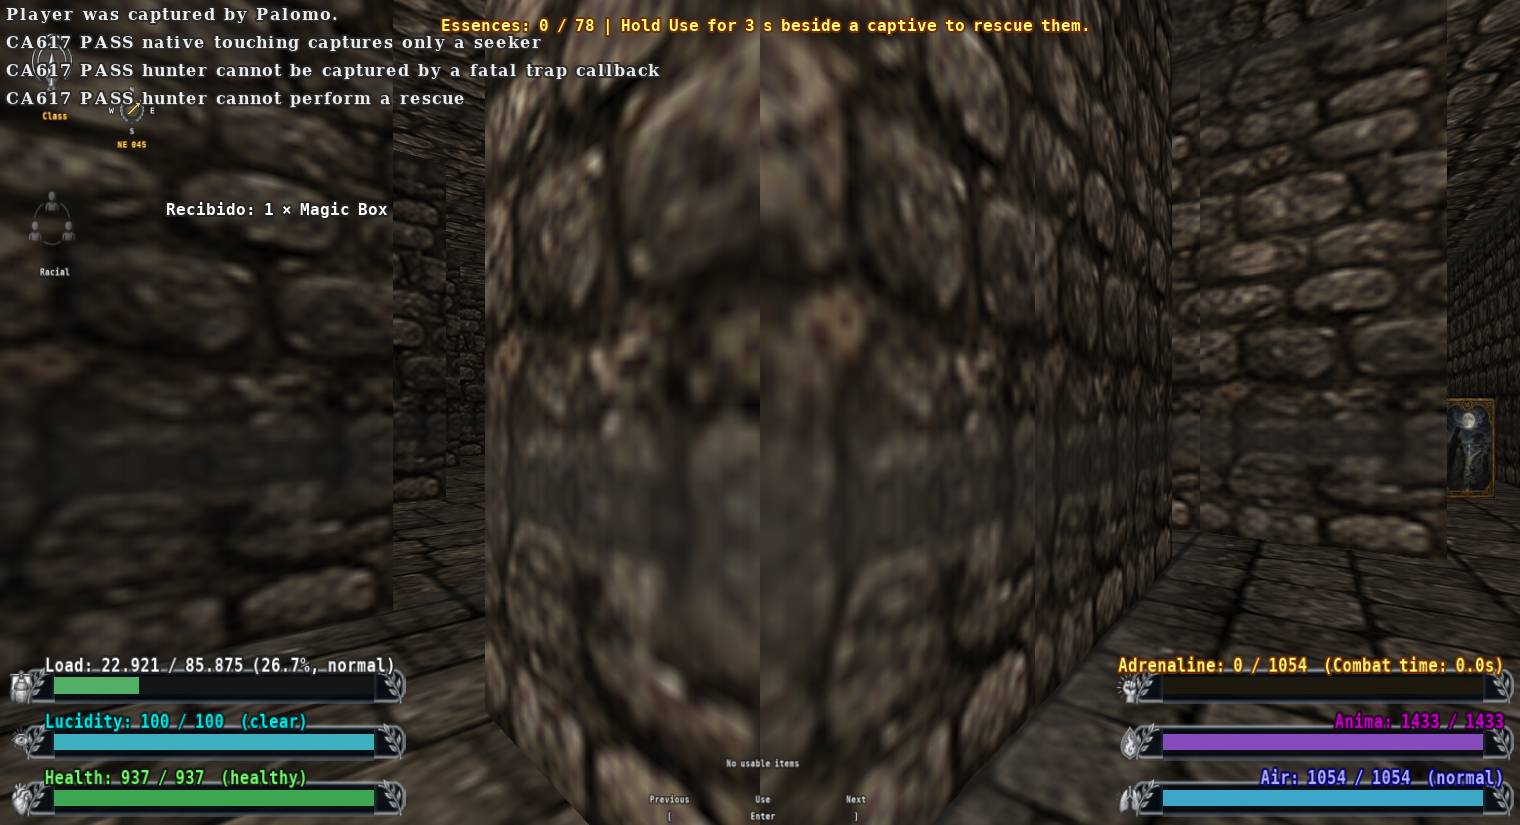 Player was captured by Palomo.
Essences: 0 / 78 | Hold Use for 3 s beside a captive to rescue them.
CA617 PASS native touching captures only a seeker
CA617 PASS hunter cannot be captured by a fatal trap callback
CA617 PASS hunter cannot perform a rescue
N
W E
Class
S
NE 045
Recibido: 1 × Magic Box
Racial
Load: 22.921 / 85.875 (26.7%, normal)
Lucidity: 100 / 100 (clear)
Health: 937 / 937 (healthy)
Adrenaline: 0 / 1054 (Combat time: 0.0s)
Anima: 1433 / 1433
Air: 1054 / 1054 (normal)
No usable items
Previous Use Next
[ Enter ]